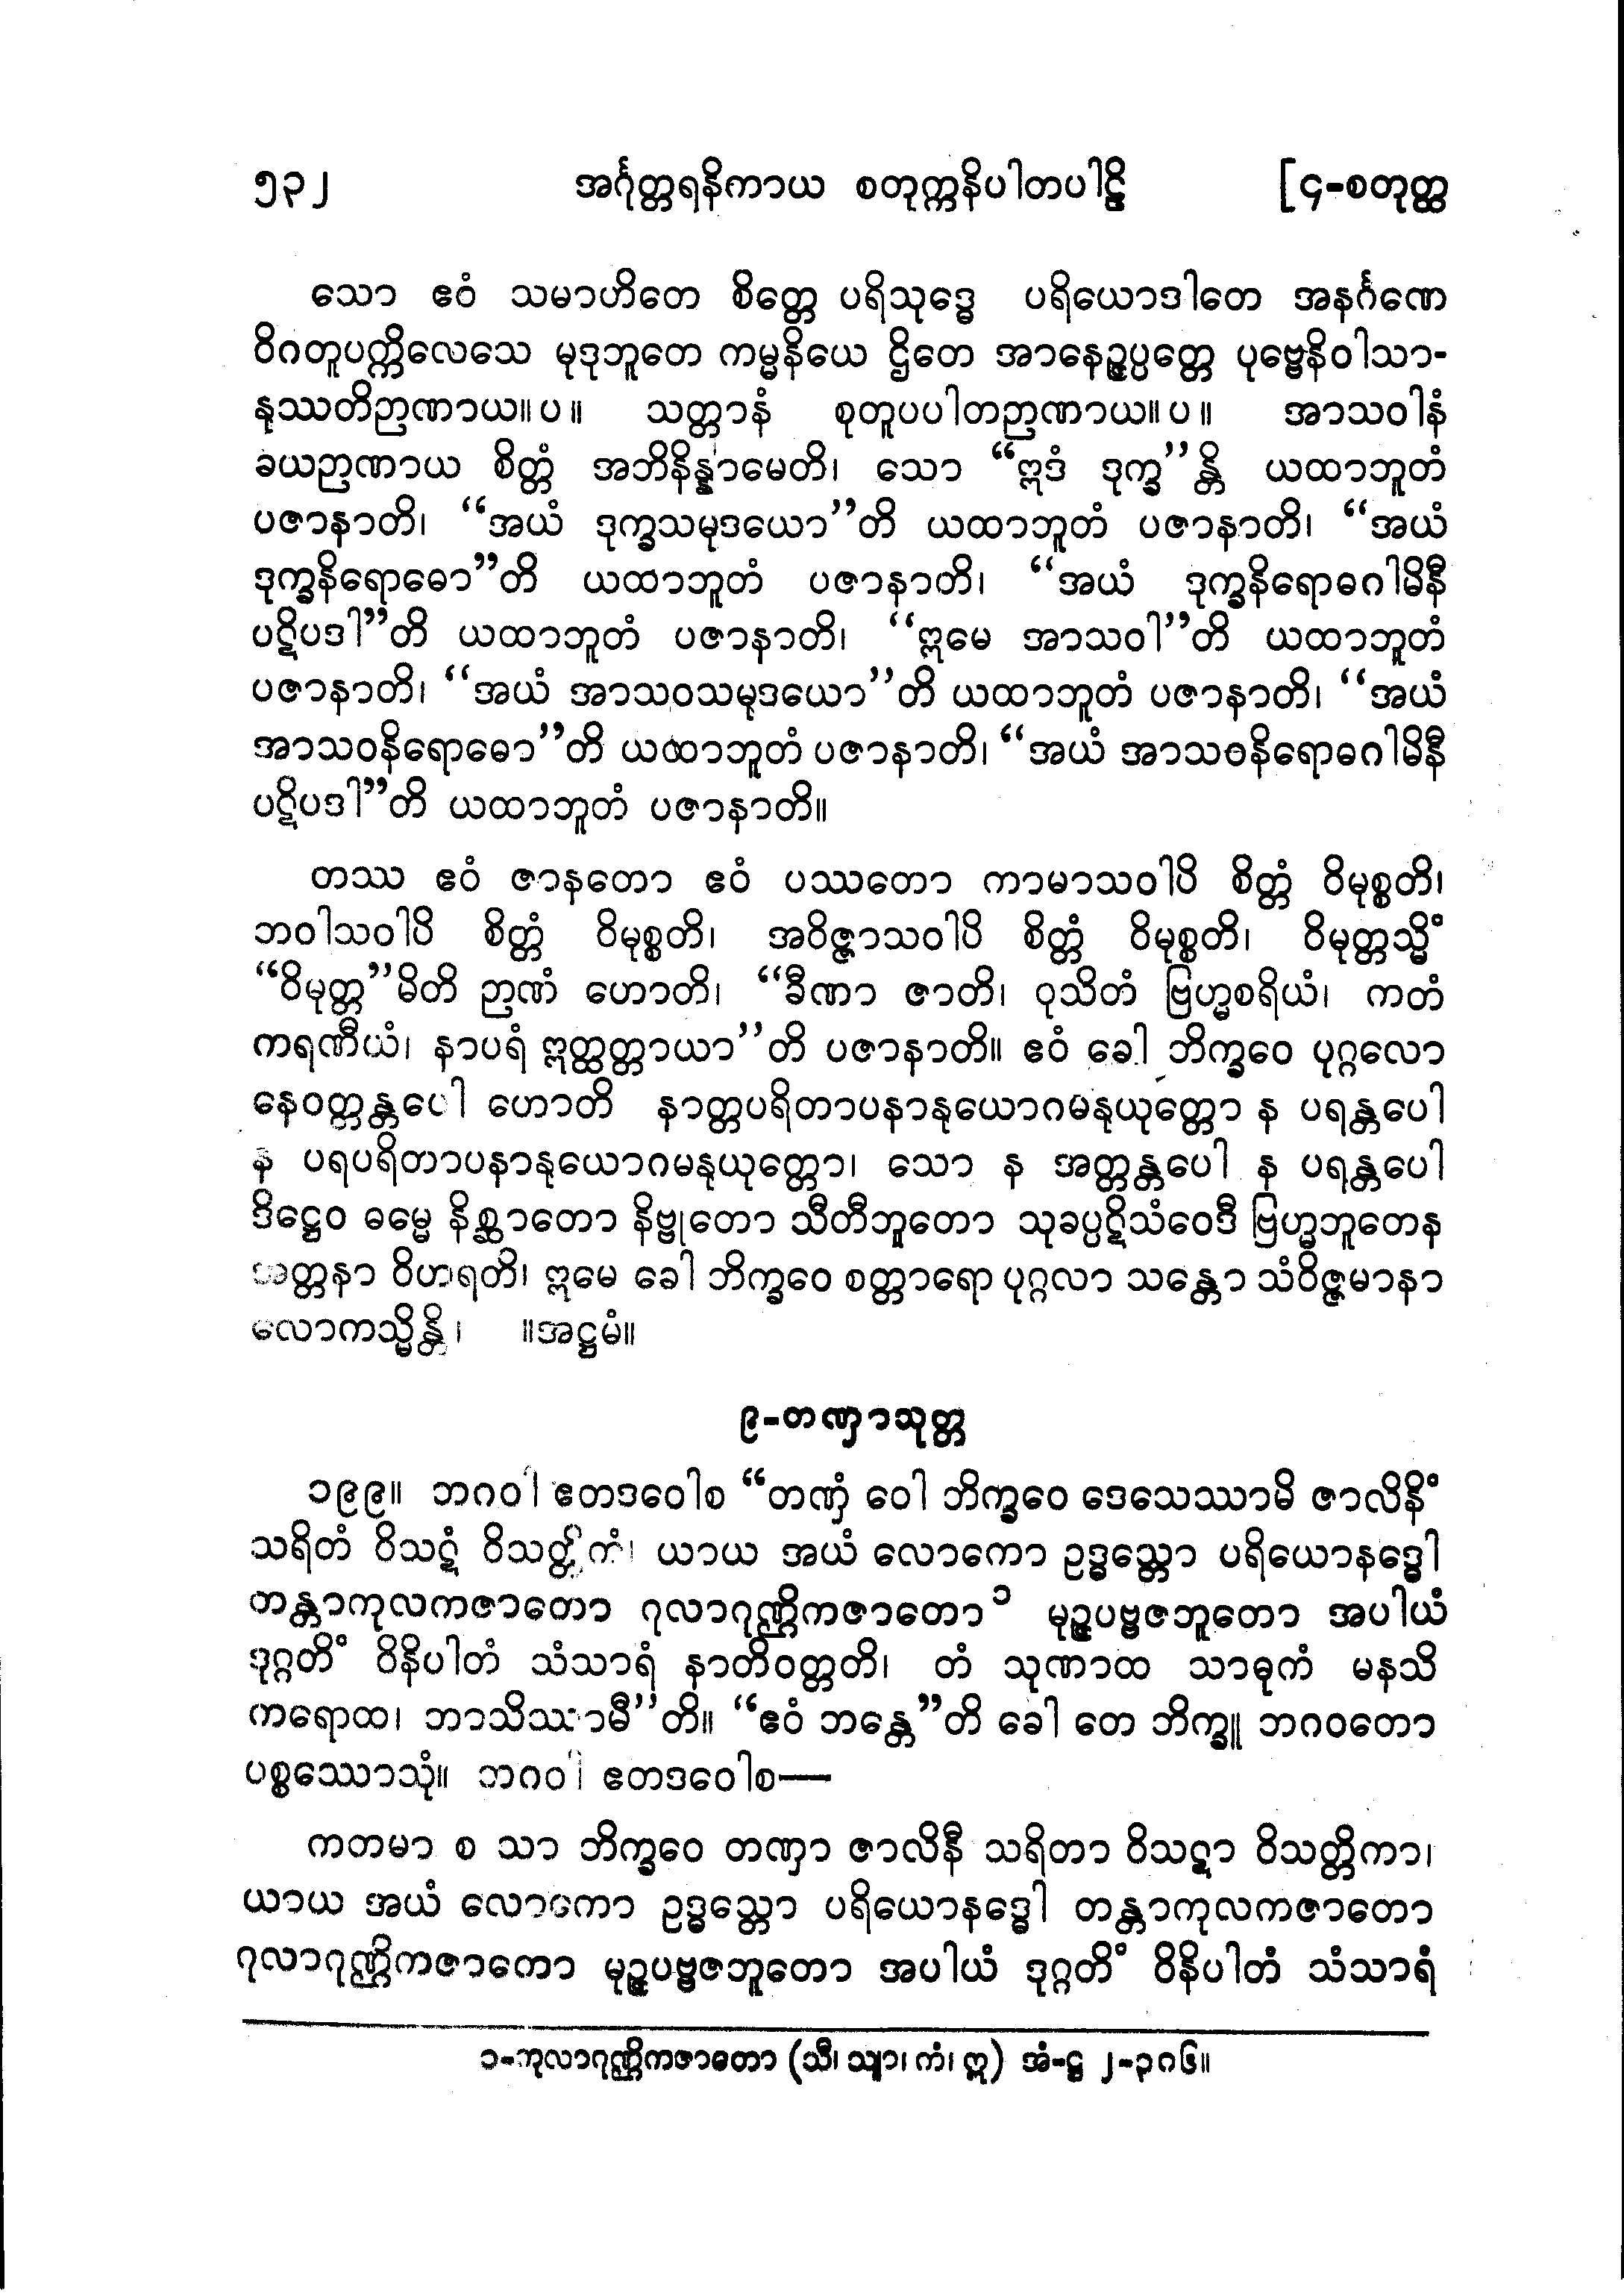 ၅၃၂ အင်္ဂုတ္တရနိကာယ စတုက္ကနိပါတပါဠိ [၄-စတုတ္ထ
သော ဧဝံ သမာဟိတေ စိတ္တေ ပရိသုဒ္ဓေ ပရိယောဒါတေ အနင်္ဂဏေ
ဝိဂတူပက္ကိလေသေ မုဒုဘူတေ ကမ္မနိယေ ဌိတေ အာနေဉ္ဇပ္ပတ္တေ ပုဗ္ဗေနိဝါသာ-
နုဿတိဉာဏာယ။ပ။ သတ္တာနံ စုတူပပါတဉာဏာယ။ပ။ အာသဝါနံ
ခယဉာဏာယ စိတ္တံ အဘိနိန္နာမေတိ၊ သော “ဣဒံ ဒုက္ခ”န္တိ ယထာဘူတံ
ပဇာနာတိ၊ “အယံ ဒုက္ခသမုဒယော”တိ ယထာဘူတံ ပဇာနာတိ၊ “အယံ
ဒုက္ခနိရောဓော”တိ ယထာဘူတံ ပဇာနာတိ၊ “အယံ ဒုက္ခနိရောဓဂါမိနီ
ပဋိပဒါ”တိ ယထာဘူတံ ပဇာနာတိ၊ “ဣမေ အာသဝါ”တိ ယထာဘူတံ
ပဇာနာတိ၊ “အယံ အာသဝသမုဒယော”တိ ယထာဘူတံ ပဇာနာတိ၊ “အယံ
အာသဝနိရောဓော”တိ ယထာဘူတံ ပဇာနာတိ၊ “အယံ အာသဝနိရောဓဂါမိနီ
ပဋိပဒါ”တိ ယထာဘူတံ ပဇာနာတိ။
တဿ ဧဝံ ဇာနတော ဧဝံ ပဿတော ကာမာသဝါပိ စိတ္တံ ဝိမုစ္စတိ၊
ဘဝါသဝါပိ စိတ္တံ ဝိမုစ္စတိ၊ အဝိဇ္ဇာသဝါပိ စိတ္တံ ဝိမုစ္စတိ၊ ဝိမုတ္တသ္မိံ
“ဝိမုတ္တ”မိတိ ဉာဏံ ဟောတိ၊ “ခီဏာ ဇာတိ၊ ဝုသိတံ ဗြဟ္မစရိယံ၊ ကတံ
ကရဏီယံ၊ နာပရံ ဣတ္ထတ္တာယာ”တိ ပဇာနာတိ။ ဧဝံ ခေါ ဘိက္ခဝေ ပုဂ္ဂလော
နေဝတ္တန္တပေါ ဟောတိ နာတ္တပရိတာပနာနုယောဂမနုယုတ္တော န ပရန္တပေါ
န ပရပရိတာပနာနုယောဂမနုယုတ္တော၊ သော န အတ္တန္တပေါ န ပရန္တပေါ
ဒိဋ္ဌေဝ ဓမ္မေ နိစ္ဆာတော နိဗ္ဗုတော သီတီဘူတော သုခပ္ပဋိသံဝေဒီ ဗြဟ္မဘူတေန
အတ္တနာ ဝိဟရတိ၊ ဣမေ ခေါ ဘိက္ခဝေ စတ္တာရော ပုဂ္ဂလာ သန္တော သံဝိဇ္ဇမာနာ
လောကသ္မိန္တိ၊ ။အဋ္ဌမံ။
၉-တဏှာသုတ္တ
၁၉၉။ ဘဂဝါ ဧတဒဝေါစ “တဏှံ ဝေါ ဘိက္ခဝေ ဒေသေဿာမိ ဇာလိနိံ
သရိတံ ဝိသဋံ ဝိသတ္တိကံ၊ ယာယ အယံ လောကော ဥဒ္ဓသ္တော ပရိယောနဒ္ဓေါ
တန္တာကုလကဇာတော ဂုလာဂုဏ္ဌိကဇာတော၁ မုဉ္ဇပဗ္ဗဇဘူတော အပါယံ
ဒုဂ္ဂတိံ ဝိနိပါတံ သံသာရံ နာတိဝတ္တတိ၊ တံ သုဏာထ သာဓုကံ မနသိ
ကရောထ၊ ဘာသိဿာမီ”တိ။ “ဧဝံ ဘန္တေ”တိ ခေါ တေ ဘိက္ခူ ဘဂဝတော
ပစ္စဿောသုံ။ ဘဂဝါ ဧတဒဝေါစ—
ကတမာ စ သာ ဘိက္ခဝေ တဏှာ ဇာလိနီ သရိတာ ဝိသဋာ ဝိသတ္တိကာ၊
ယာယ အယံ လောကော ဥဒ္ဓသ္တော ပရိယောနဒ္ဓေါ တန္တာကုလကဇာတော
ဂုလာဂုဏ္ဌိကဇာကော မုဉ္ဇပဗ္ဗဇဘူတော အပါယံ ဒုဂ္ဂတိံ ဝိနိပါတံ သံသာရံ
၁-ကုလာဂုဏ္ဌိကဇာတော (သီ၊ သျာ၊ ကံ၊ ဣ) အံ-ဋ္ဌ ၂-၃၈၆။